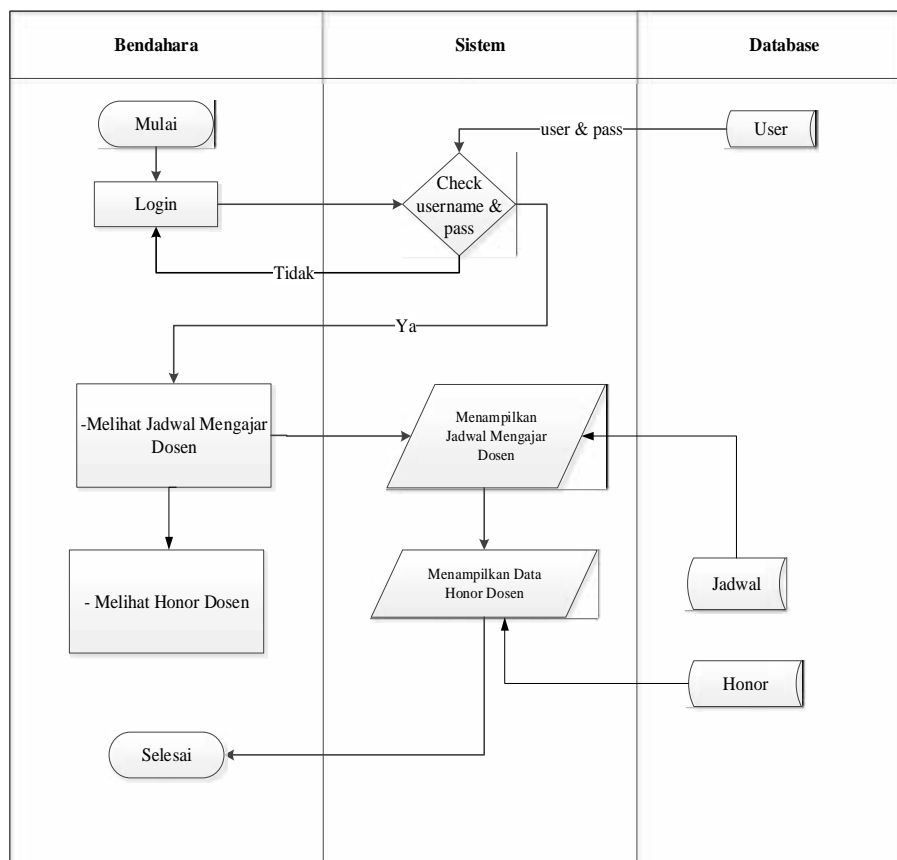 Bendahara
Sistem
Database
Mulai
user & pass
User
Login
Check
username &
pass
Tidak
Ya
-Melihat Jadwal Mengajar
Dosen
Menampilkan
Jadwal Mengajar
Dosen
- Melihat Honor Dosen
Menampilkan Data
Honor Dosen
Jadwal
Honor
Selesai